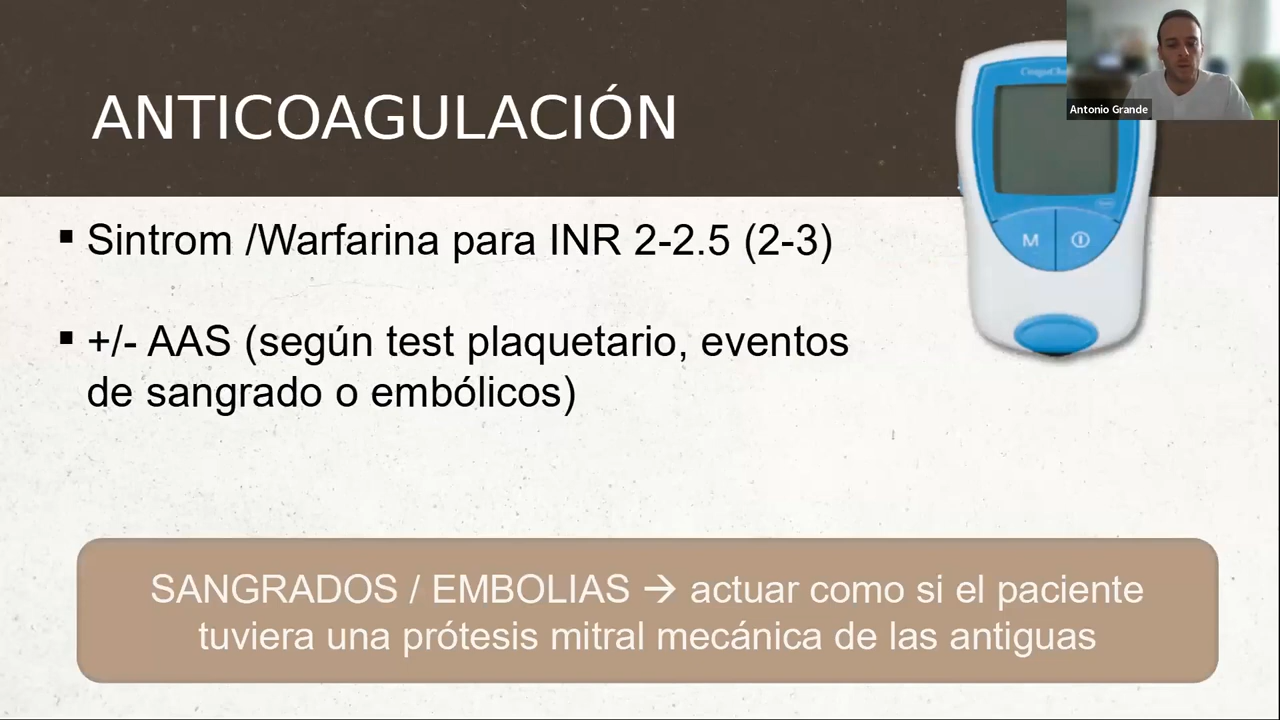 ANTICOAGULACIÓN
Antonio Grande
▪ Sintrom /Warfarina para INR 2-2.5 (2-3)
M
▪ +/- AAS (según test plaquetario, eventos
de sangrado o embólicos)
SANGRADOS / EMBOLIAS → actuar como si el paciente
tuviera una prótesis mitral mecánica de las antiguas